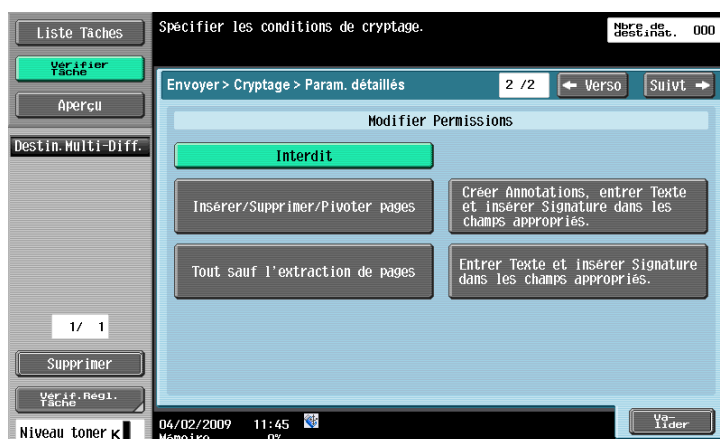 Liste Tâches
Spécifier les conditions de cryptage.
Nbre de
destinat.
000
Vérifier
Tâche
Aperçu
Envoyer > Cryptage > Param. détaillés
2 /2
← Verso
Suivt →
Modifier Permissions
Destin.Multi-Diff.
Interdit
Insérer/Supprimer/Pivoter pages
Créer Annotations, entrer Texte
et insérer Signature dans les
champs appropriés.
Tout sauf l'extraction de pages
Entrer Texte et insérer Signature
dans les champs appropriés.
1/ 1
Supprimer
Vérif.Régl.
Tâche
Niveau toner K
04/02/2009 11:45
Mémoire 0%
Va-
lider